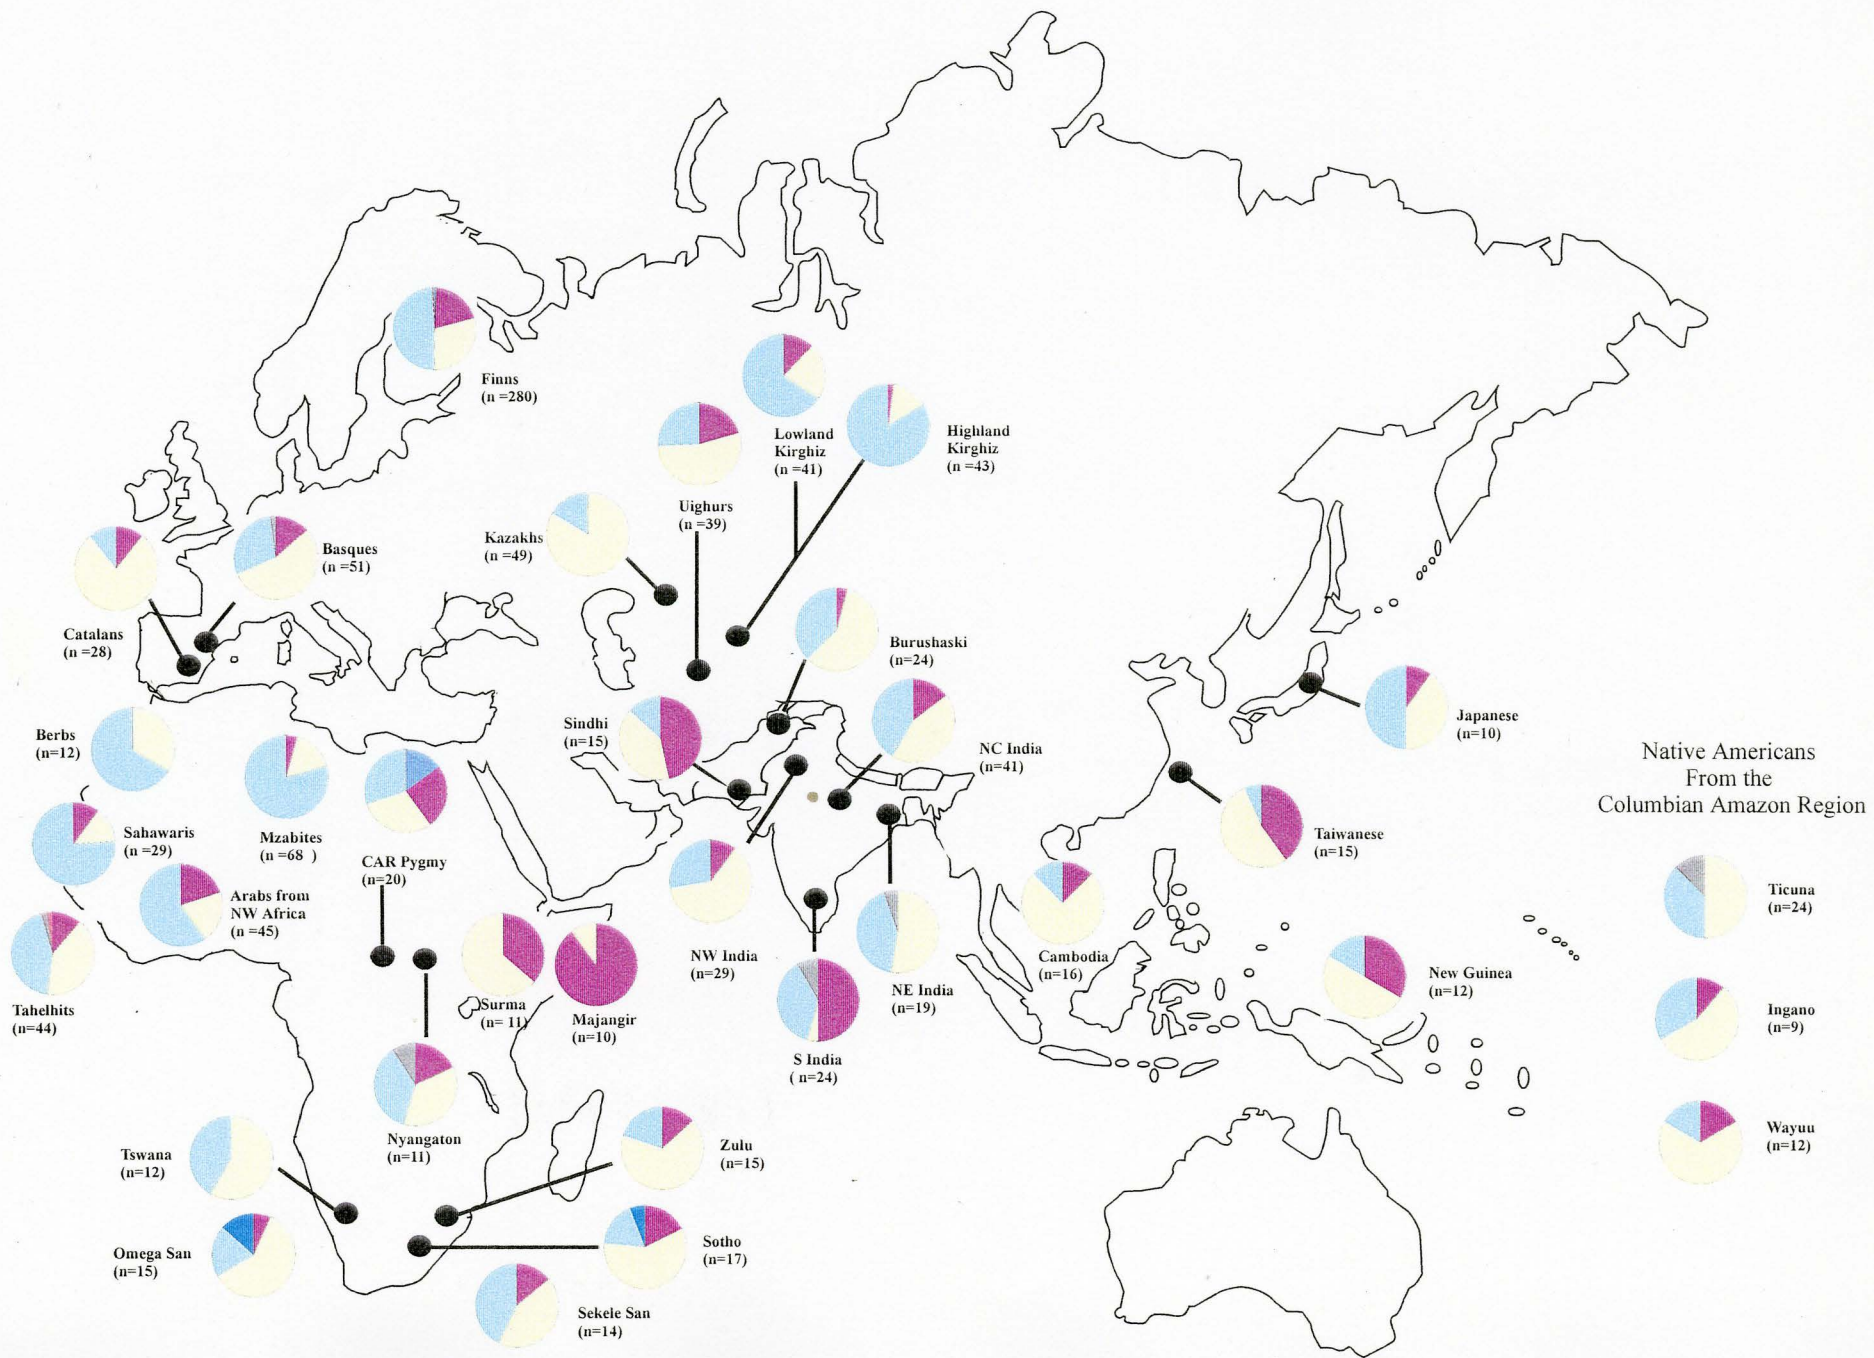 Finns
(n =280)
Lowland
Kirghiz
(n =41)
Highland
Kirghiz
(n =43)
Uighurs
(n =39)
Kazakhs
(n =49)
Basques
(n =51)
Catalans
(n =28)
Burushaski
(n=24)
Sindhi
(n=15)
NC India
(n=41)
Japanese
(n=10)
Berbs
(n=12)
Native Americans
From the
Columbian Amazon Region
Sahawaris
(n =29)
Mzabites
(n =68 )
Taiwanese
(n=15)
CAR Pygmy
(n=20)
Arabs from
NW Africa
(n =45)
Ticuna
(n=24)
NW India
(n=29)
Cambodia
(n=16)
New Guinea
(n=12)
NE India
(n=19)
Surma
(n= 11)
Majangir
(n=10)
Tahelhits
(n=44)
Ingano
(n=9)
S India
( n=24)
Nyangaton
(n=11)
Wayuu
(n=12)
Tswana
(n=12)
Zulu
(n=15)
Omega San
(n=15)
Sotho
(n=17)
Sekele San
(n=14)